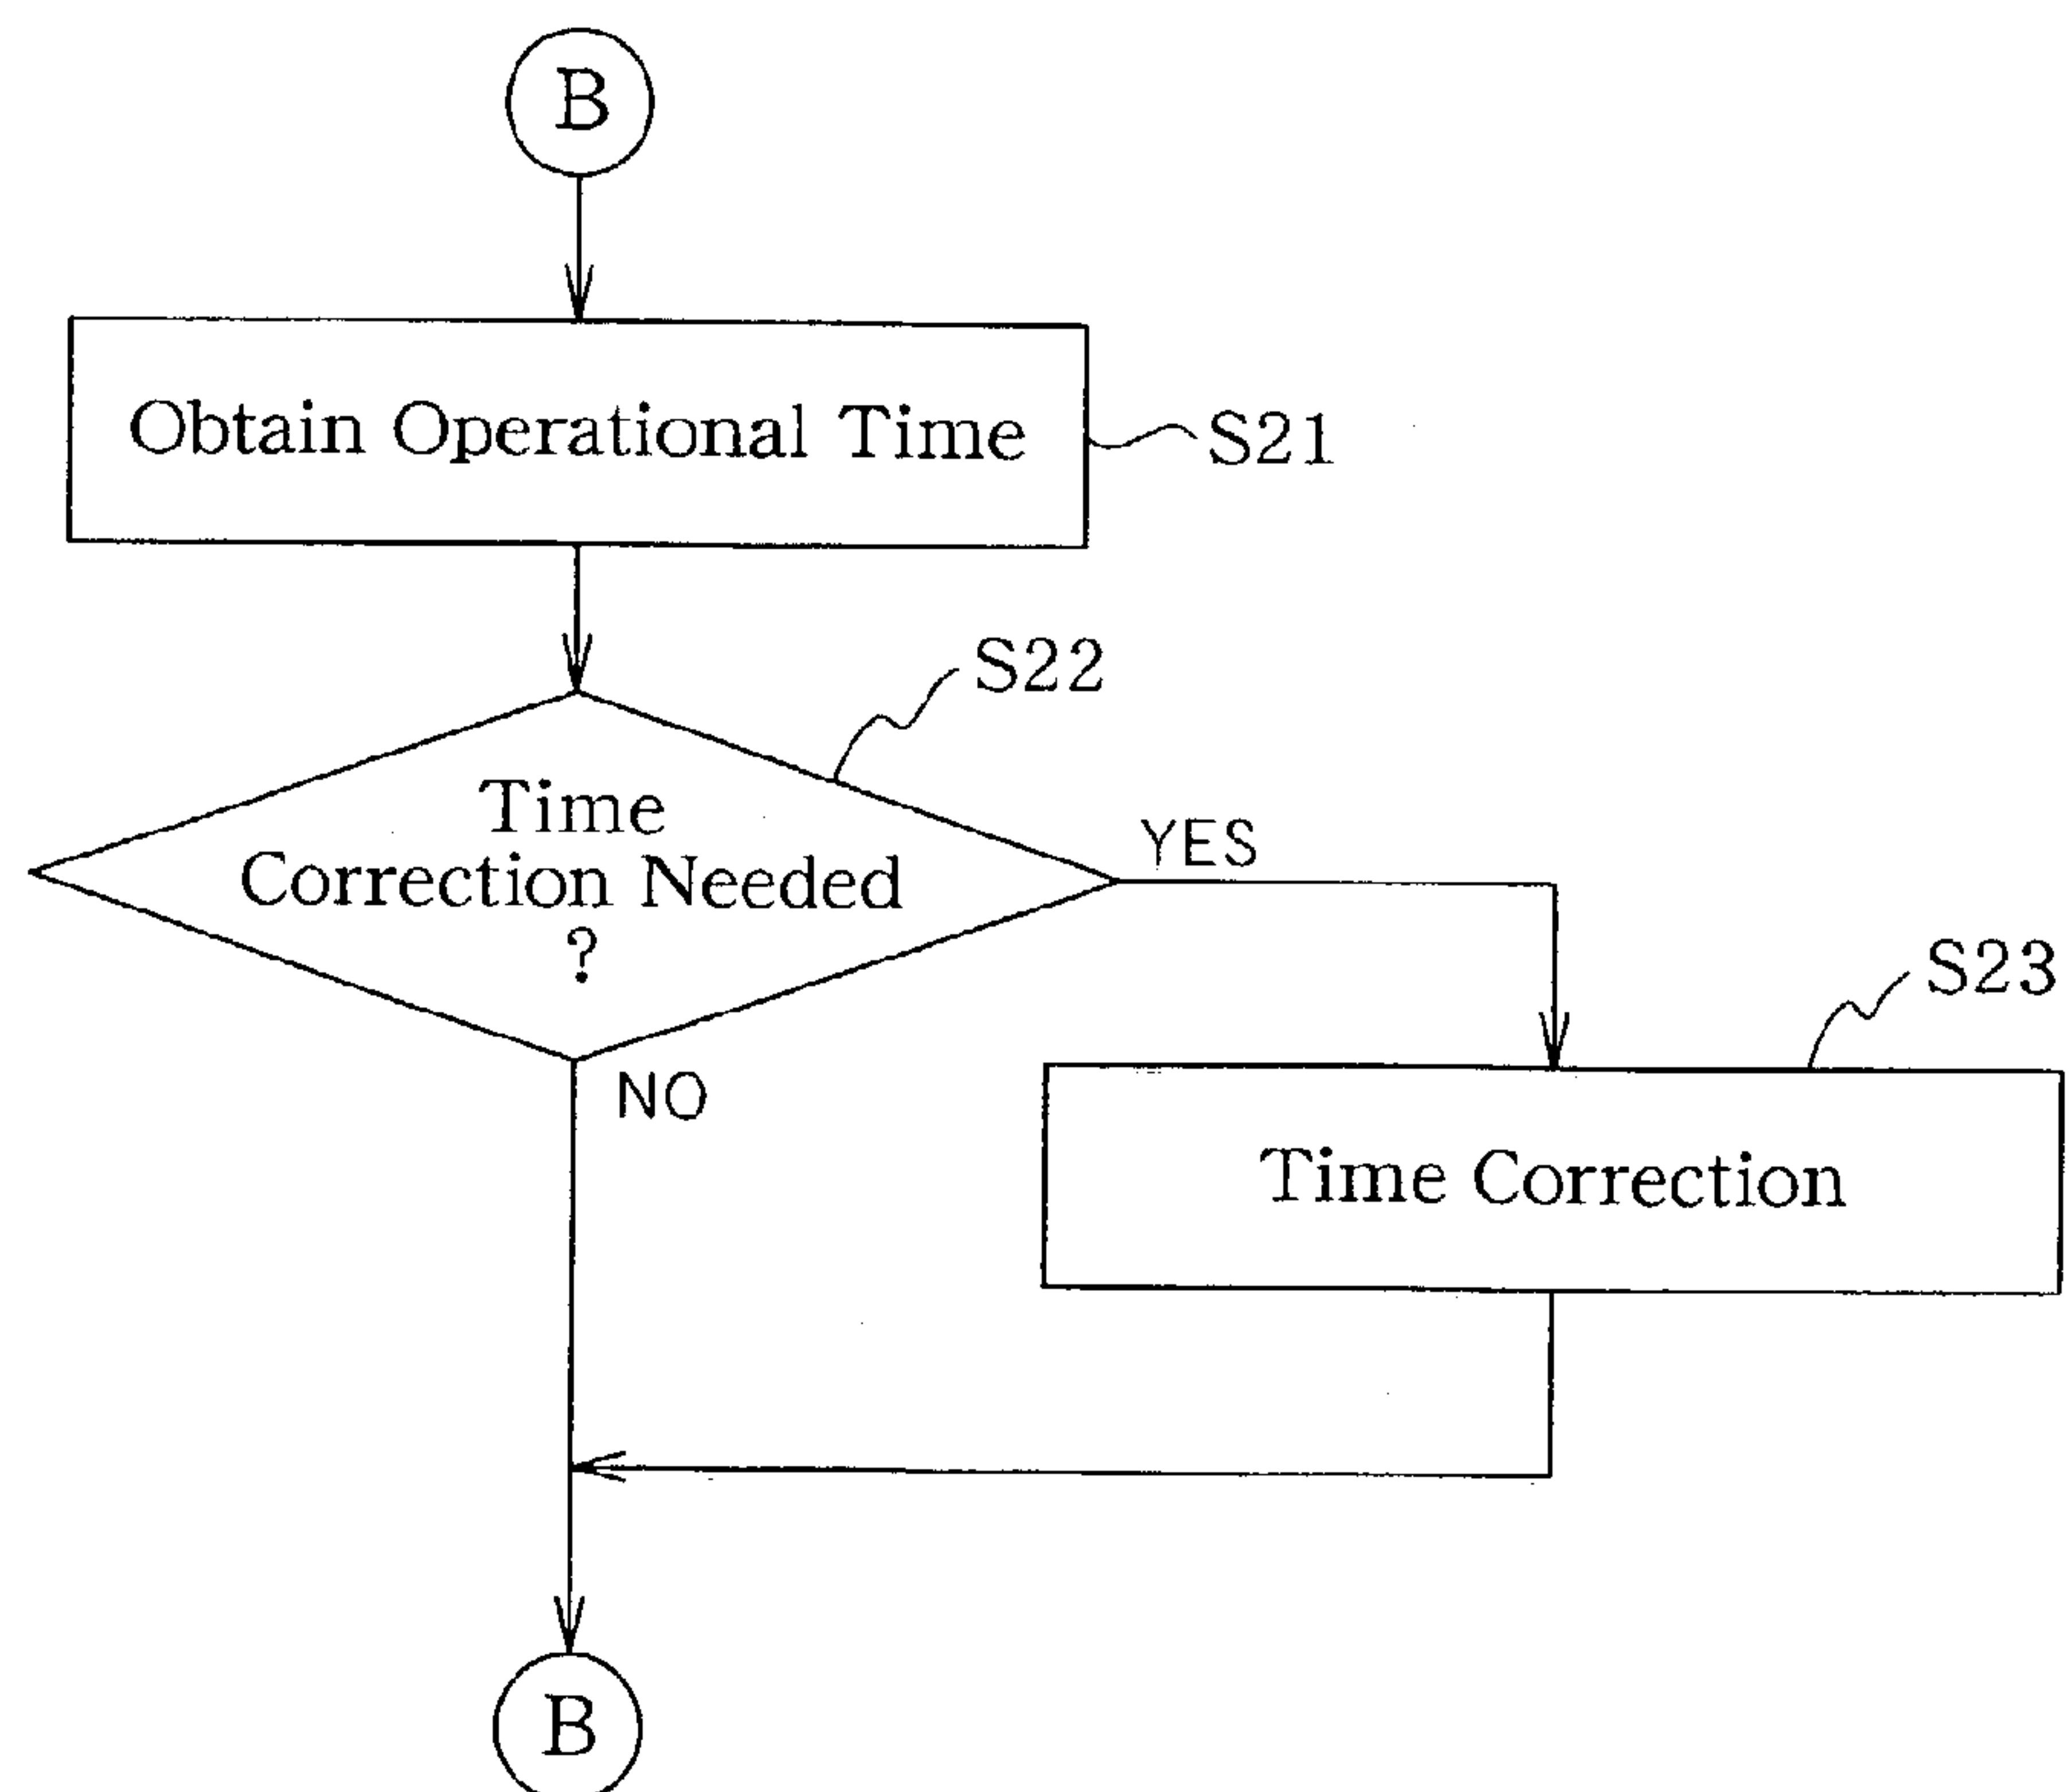 B
Obtain Operational Time
S21
S22
Time
Correction Needed
?
YES
NO
S23
Time Correction
B